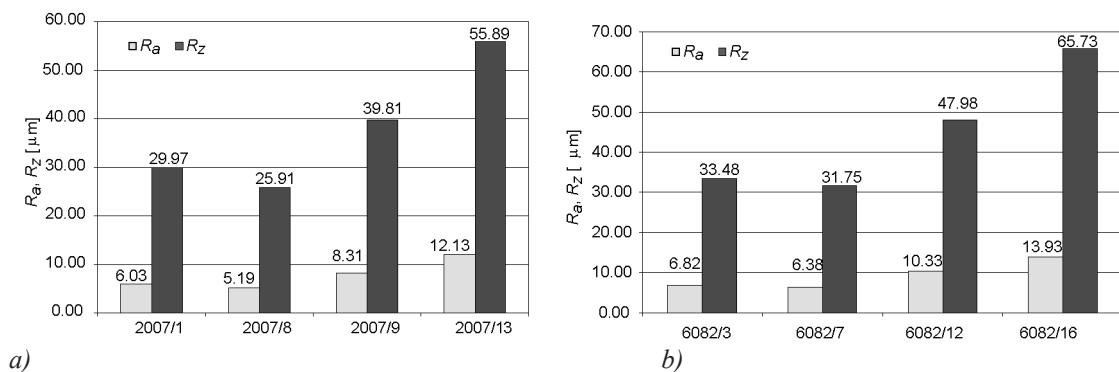 60.00
50.00
40.00
30.00
20.00
10.00
0.00
Ra, Rz [ μm]
Ra Rz
6.03 29.97 5.19 25.91 8.31 39.81 12.13 55.89
2007/1 2007/8 2007/9 2007/13
a)
70.00
60.00
50.00
40.00
30.00
20.00
10.00
0.00
Ra, Rz [ μm]
Ra Rz
6.82 33.48 6.38 31.75 10.33 47.98 13.93 65.73
6082/3 6082/7 6082/12 6082/16
b)